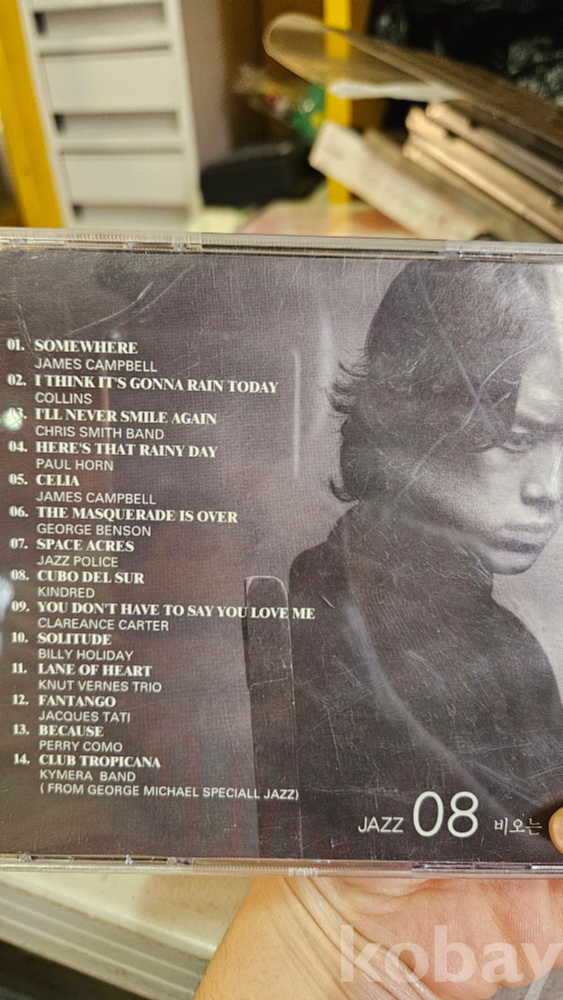 01. SOMEWHERE
JAMES CAMPBELL
02. I THINK IT'S GONNA RAIN TODAY
COLLINS
03. I'LL NEVER SMILE AGAIN
CHRIS SMITH BAND
04. HERE'S THAT RAINY DAY
PAUL HORN
05. CELIA
JAMES CAMPBELL
06. THE MASQUERADE IS OVER
GEORGE BENSON
07. SPACE ACRES
JAZZ POLICE
08. CUBO DEL SUR
KINDRED
09. YOU DON'T HAVE TO SAY YOU LOVE ME
CLAREANCE CARTER
10. SOLITUDE
BILLY HOLIDAY
11. LANE OF HEART
KNUT VERNES TRIO
12. FANTANGO
JACQUES TATI
13. BECAUSE
PERRY COMO
14. CLUB TROPICANA
KYMERA BAND
( FROM GEORGE MICHAEL SPECIALL JAZZ)
JAZZ 08 비오는
kobay